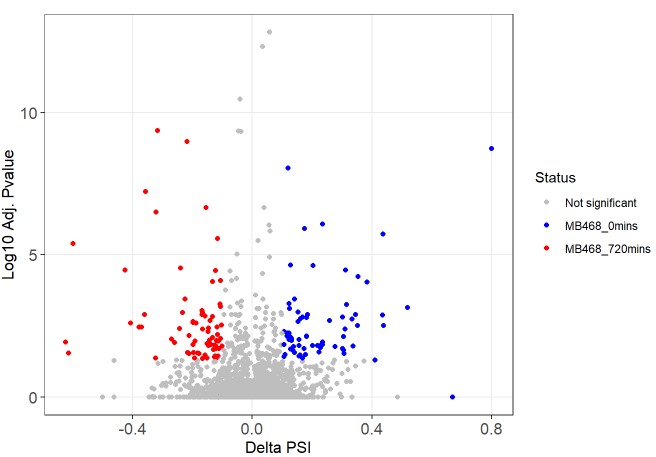 10
5
0
Log10 Adj. Pvalue
-0.4
0.0
0.4
0.8
Delta PSI
Status
Not significant
MB468_0mins
MB468_720mins